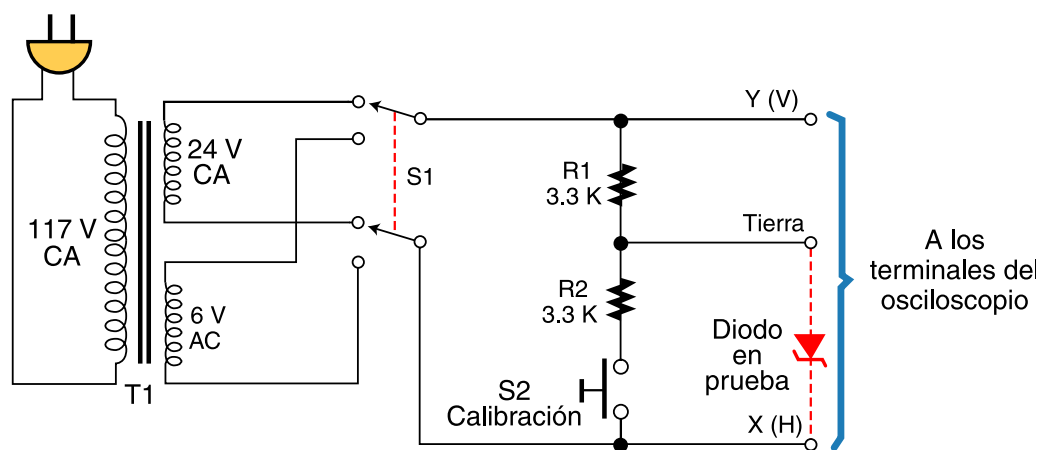 117 V
CA
T1
24 V
CA
6 V
AC
S1
R1
3.3 K
R2
3.3 K
S2
Calibración
Y (V)
Tierra
Diodo
en
prueba
X (H)
A los
terminales del
osciloscopio